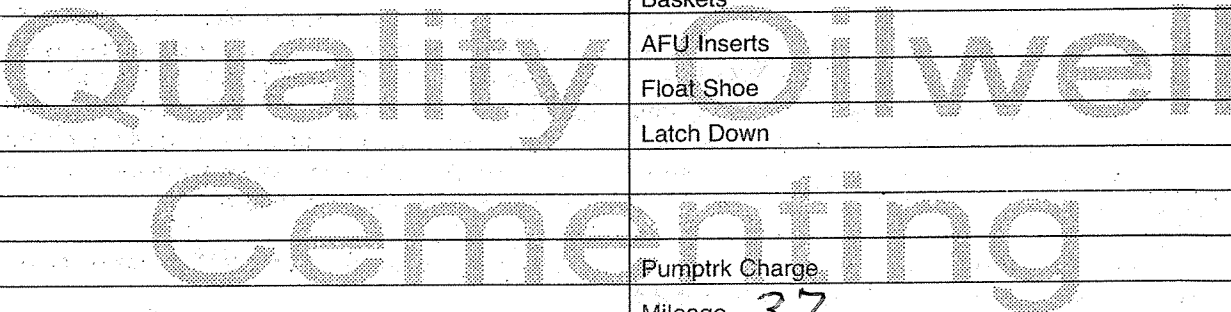 Baskets
Quality Oilwell
AFU Inserts
Float Shoe
Latch Down
Cementing
Pumptrk Charge
Mileage 37